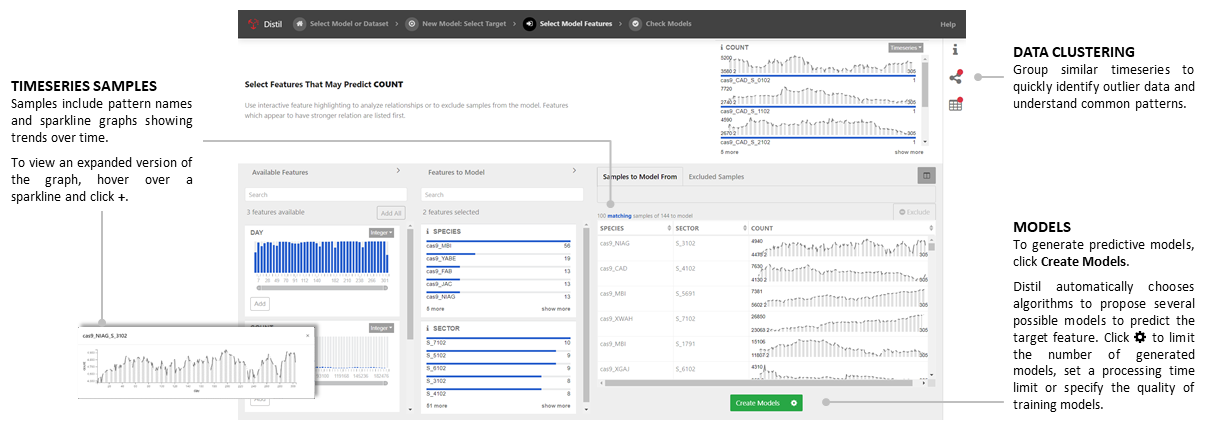 Distil
Select Model or Dataset
New Model: Select Target
Select Model Features
Check Models
Help
TIMESERIES SAMPLES
Samples include pattern names
and sparkline graphs showing
trends over time.
To view an expanded version of
the graph, hover over a
sparkline and click +.
Select Features That May Predict COUNT
Use interactive feature highlighting to analyze relationships or to exclude samples from the model. Features
which appear to have stronger relation are listed first.
COUNT
Timeseries
5200
3580 2
305
cas9_CAD_S_0102
1
7720
2740 2
305
cas9_CAD_S_1102
1
4590
2670 2
305
cas9_CAD_S_2102
1
5 more
show more
DATA CLUSTERING
Group similar timeseries to
quickly identify outlier data and
understand common patterns.
Available Features
Search
3 features available
Add All
DAY
Integer
Add
Integer
Features to Model
Search
2 features selected
SPECIES
cas9_MBI 56
cas9_YABE 19
cas9_FAB 13
cas9_JAC 13
cas9_NIAG 13
8 more
show more
SECTOR
S_7102 10
S_5102 9
S_6102 9
S_3102 8
S_4102 8
51 more
show more
Samples to Model From
Excluded Samples
100 matching samples of 144 to model
Exclude
SPECIES SECTOR COUNT
cas9_NIAG S_3102 4940 4410 2 305
cas9_CAD S_4102 7630 4130 2 305
cas9_MBI S_5691 7381 5602 2 305
cas9_XWAH S_7102 26850 23063 2 305
cas9_MBI S_1791 15106 11807 2 305
cas9_XGAJ S_6102 4310
Create Models
cas9_NIAG_S_3102
MODELS
To generate predictive models,
click Create Models.
Distil automatically chooses
algorithms to propose several
possible models to predict the
target feature. Click to limit
the number of generated
models, set a processing time
limit or specify the quality of
training models.